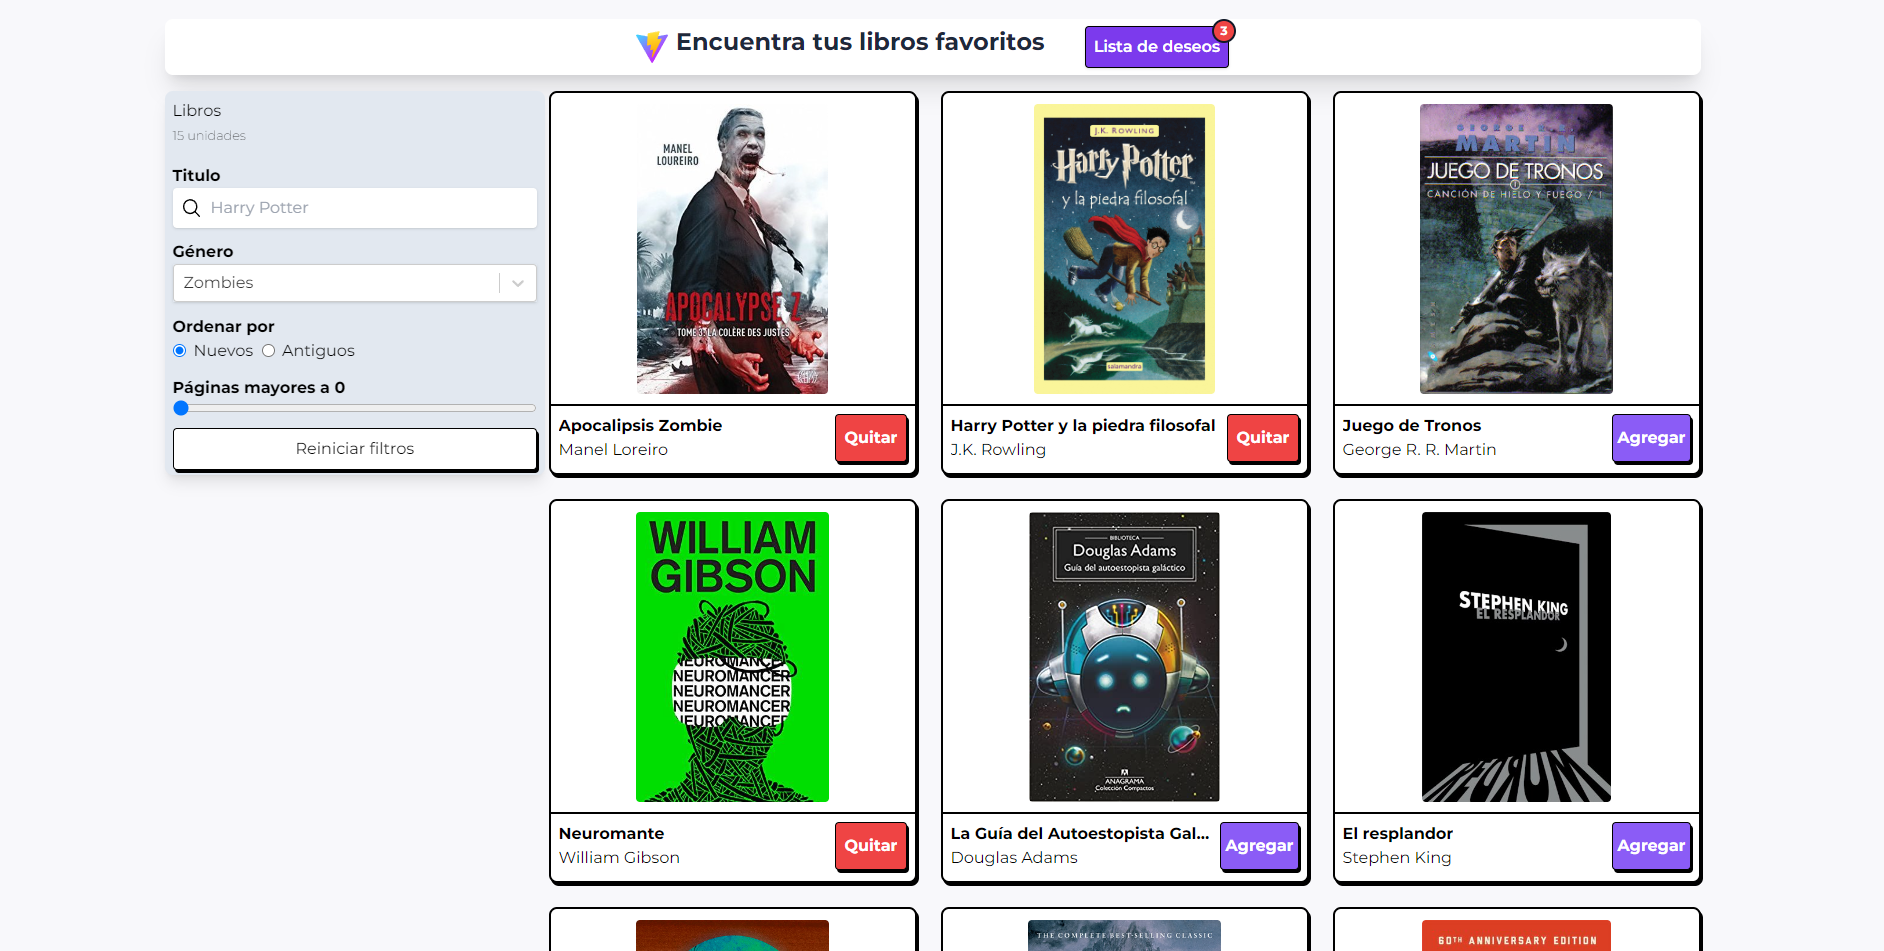 Encuentra tus libros favoritos
Lista de deseos
3
Libros
15 unidades
Titulo
Harry Potter
Género
Zombies
Ordenar por
Nuevos
Antiguos
Páginas mayores a 0
Reiniciar filtros
MANEL
LOUREIRO
APOCALYPSE Z
TOME 3: LA COLÈRE DES JUSTES
Apocalipsis Zombie
Manel Loreiro
Quitar
J.K. ROWLING
Harry Potter
y la piedra filosofal
salamandra
Harry Potter y la piedra filosofal
J.K. Rowling
Quitar
GEORGE R. R.
MARTIN
JUEGO DE TRONOS
CANCIÓN DE HIELO Y FUEGO / 1
Juego de Tronos
George R. R. Martin
Agregar
WILLIAM
GIBSON
NEUROMANCER
NEUROMANCER
NEUROMANCER
NEUROMANCER
NEUROMANCER
Neuromante
William Gibson
Quitar
BIBLIOTECA
Douglas Adams
Guía del autoestopista galáctico
ANAGRAMA
Colección Compactos
La Guía del Autoestopista Gal...
Douglas Adams
Agregar
STEPHEN KING
EL RESPLANDOR
REDRUM
El resplandor
Stephen King
Agregar
THE COMPLETE BEST-SELLING CLASSIC
60TH ANNIVERSARY EDITION